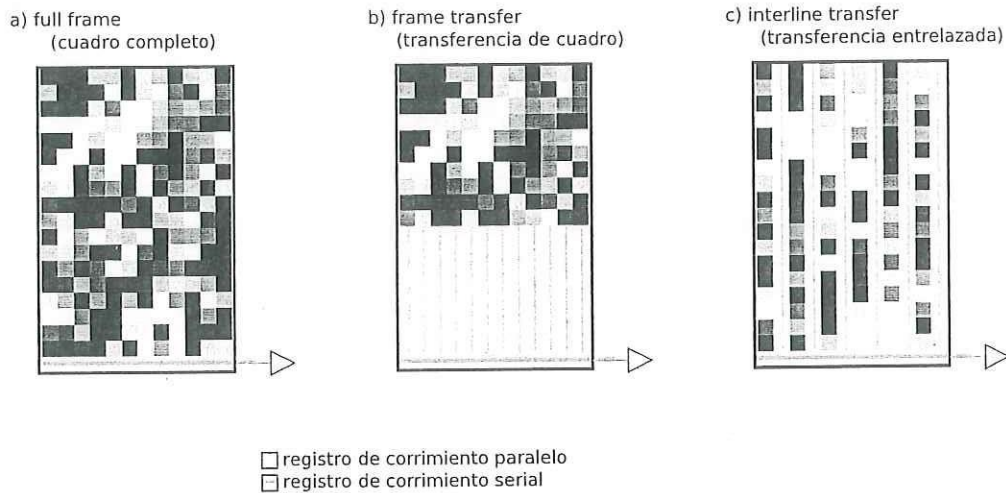 a) full frame
(cuadro completo)
b) frame transfer
(transferencia de cuadro)
c) interline transfer
(transferencia entrelazada)
registro de corrimiento paralelo
registro de corrimiento serial